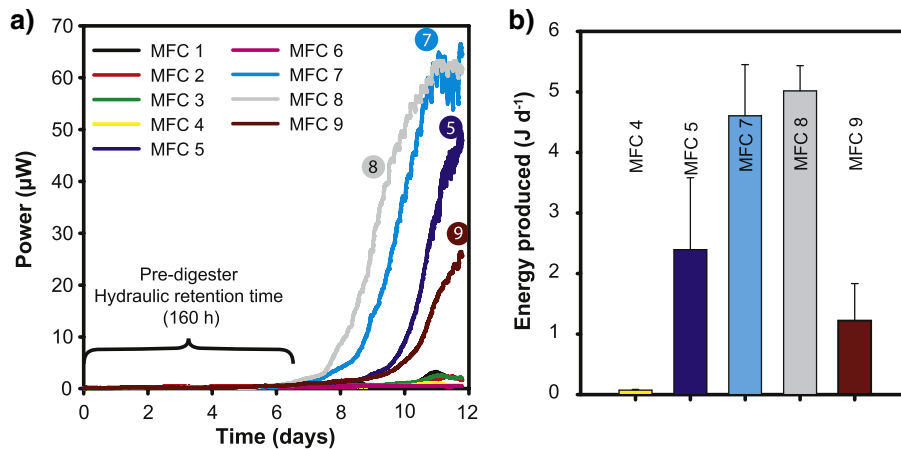 a)
Power (µW)
70
60
50
40
30
20
10
0
MFC 1
MFC 2
MFC 3
MFC 4
MFC 5
MFC 6
MFC 7
MFC 8
MFC 9
7
5
8
9
Pre-digester
Hydraulic retention time
(160 h)
0 2 4 6 8 10 12
Time (days)
b)
Energy produced (J d⁻¹)
6
5
4
3
2
1
0
MFC 4
MFC 5
MFC 7
MFC 8
MFC 9